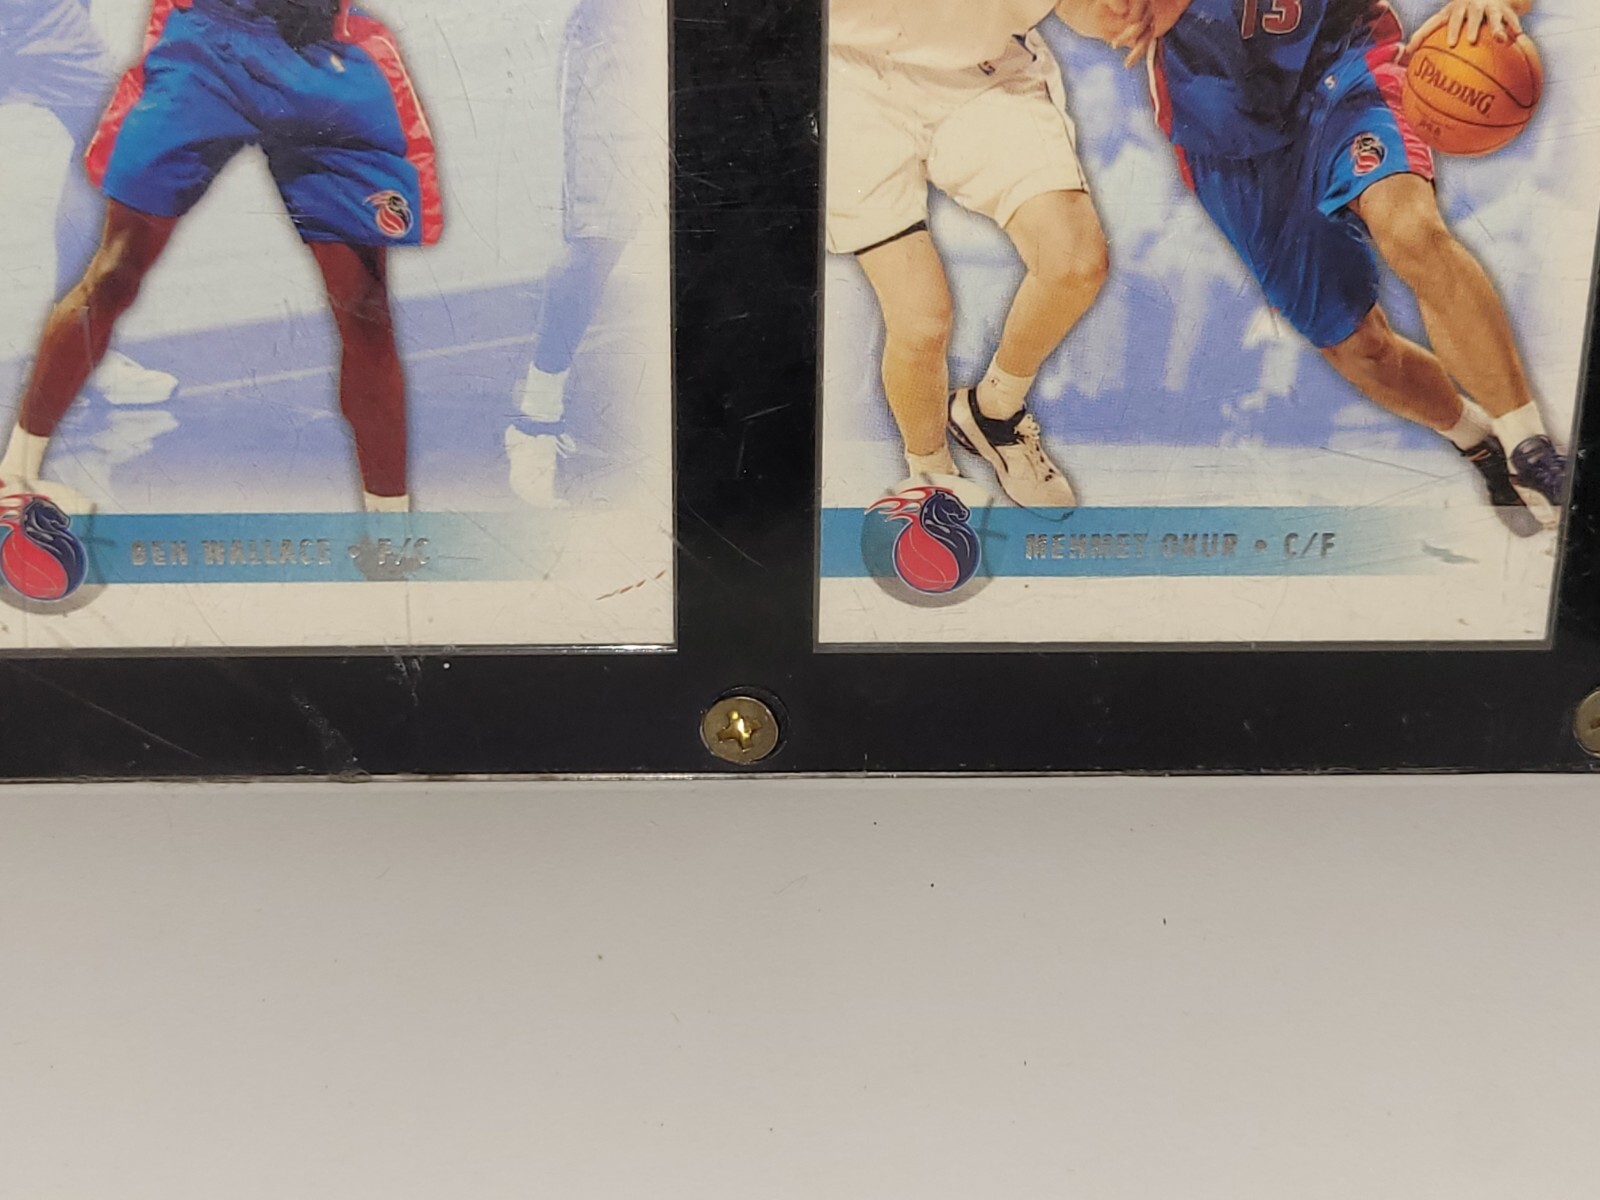 13
SPALDING
BEN WALLACE • F/C
MEHMET OKUR • C/F